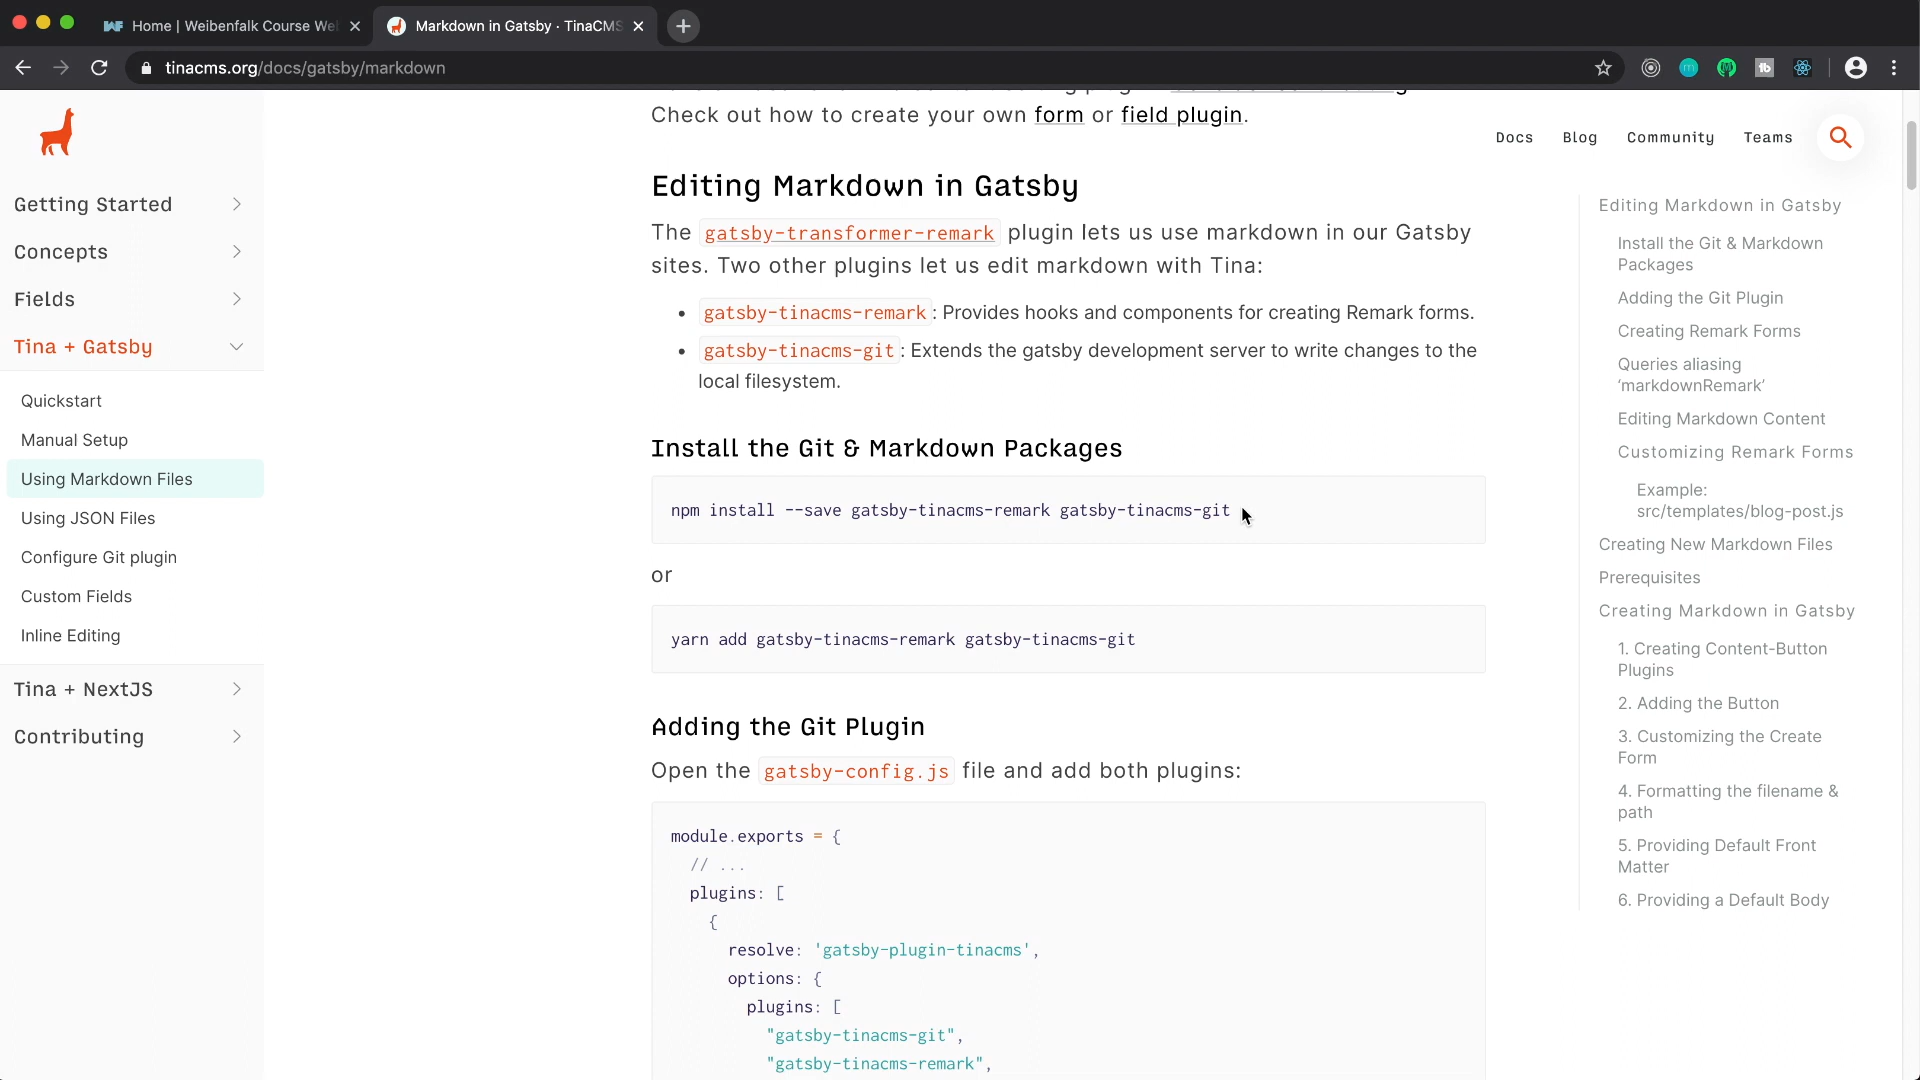 Home | Weibenfalk Course We
Markdown in Gatsby · TinaCMS
tinacms.org/docs/gatsby/markdown
Docs
Blog
Community
Teams
Getting Started
Concepts
Fields
Tina + Gatsby
Quickstart
Manual Setup
Using Markdown Files
Using JSON Files
Configure Git plugin
Custom Fields
Inline Editing
Tina + NextJS
Contributing
Check out how to create your own form or field plugin.
Editing Markdown in Gatsby
The gatsby-transformer-remark plugin lets us use markdown in our Gatsby
sites. Two other plugins let us edit markdown with Tina:
• gatsby-tinacms-remark: Provides hooks and components for creating Remark forms.
• gatsby-tinacms-git: Extends the gatsby development server to write changes to the
local filesystem.
Install the Git & Markdown Packages
npm install --save gatsby-tinacms-remark gatsby-tinacms-git
or
yarn add gatsby-tinacms-remark gatsby-tinacms-git
Adding the Git Plugin
Open the gatsby-config.js file and add both plugins:
module.exports = {
// ...
plugins: [
{
resolve: 'gatsby-plugin-tinacms',
options: {
plugins: [
"gatsby-tinacms-git",
"gatsby-tinacms-remark",
Editing Markdown in Gatsby
Install the Git & Markdown
Packages
Adding the Git Plugin
Creating Remark Forms
Queries aliasing
‘markdownRemark’
Editing Markdown Content
Customizing Remark Forms
Example:
src/templates/blog-post.js
Creating New Markdown Files
Prerequisites
Creating Markdown in Gatsby
1. Creating Content-Button
Plugins
2. Adding the Button
3. Customizing the Create
Form
4. Formatting the filename &
path
5. Providing Default Front
Matter
6. Providing a Default Body